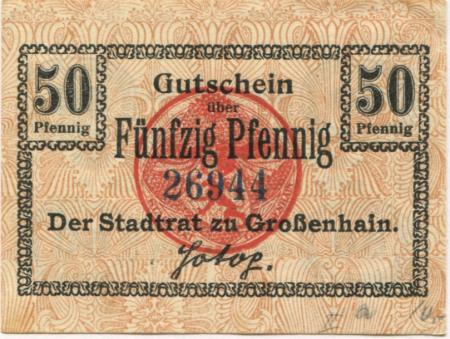 50 Pfennig
Gutschein
über
Fünfzig Pfennig
26944
Der Stadtrat zu Großenhain.
50 Pfennig